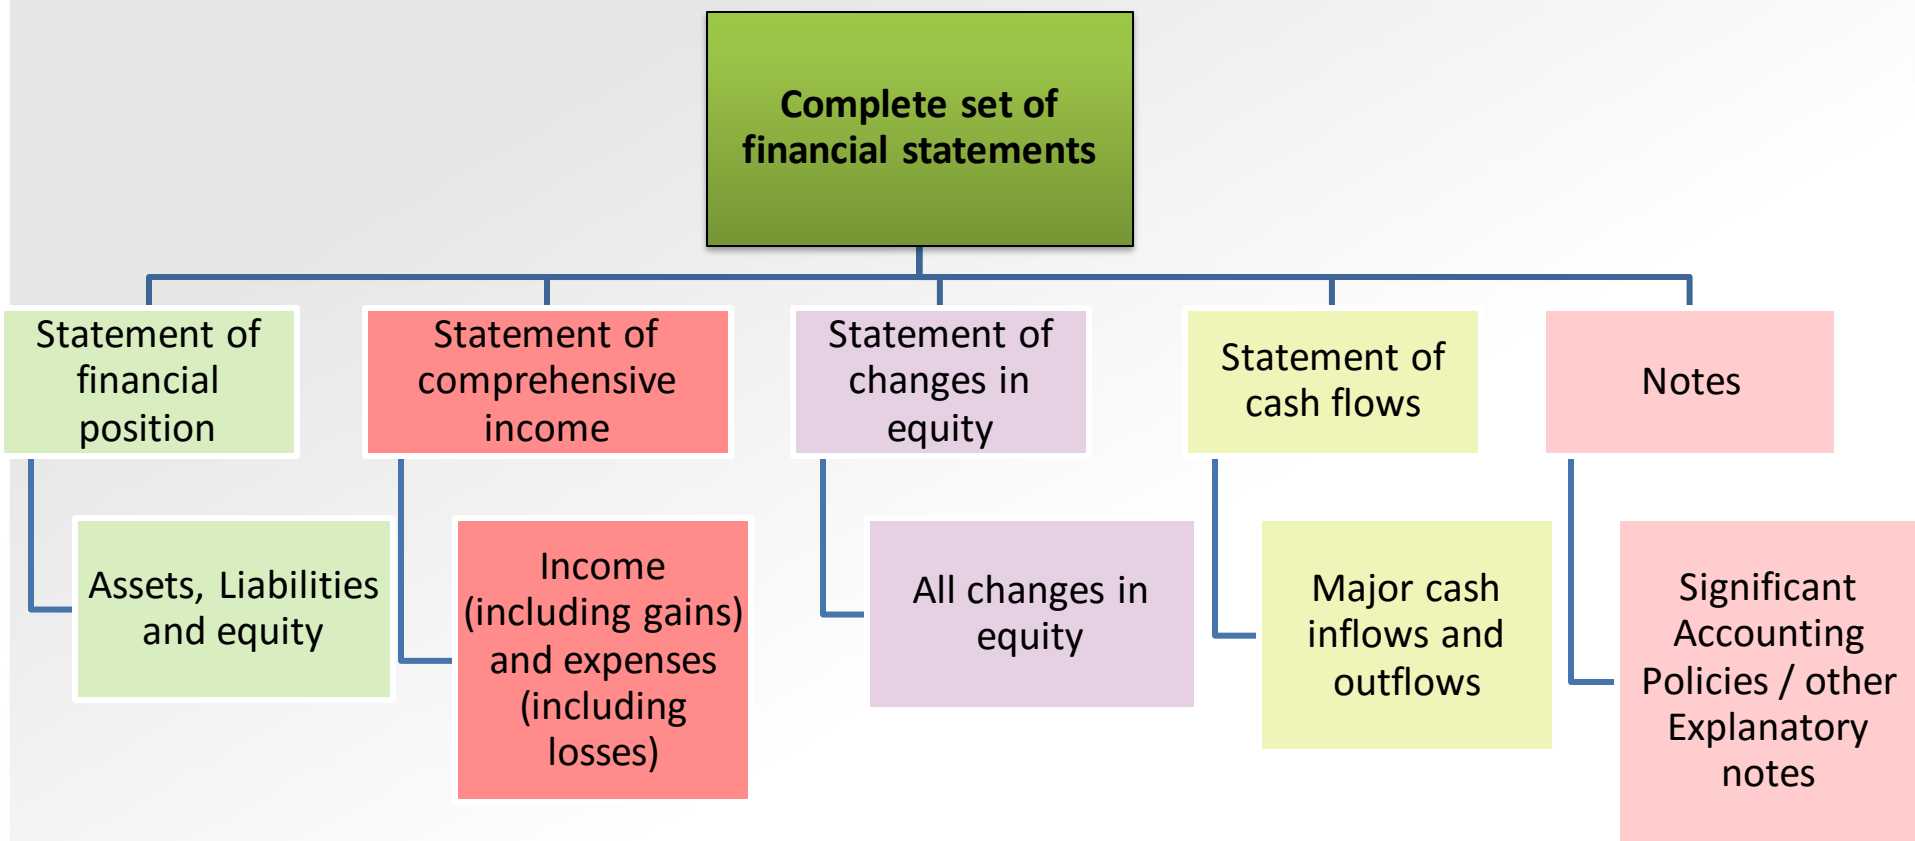 Complete set of
financial statements
Statement of
financial
position
Statement of
comprehensive
income
Statement of
changes in
equity
Statement of
cash flows
Notes
Assets, Liabilities
and equity
Income
(including gains)
and expenses
(including
losses)
All changes in
equity
Major cash
inflows and
outflows
Significant
Accounting
Policies / other
Explanatory
notes